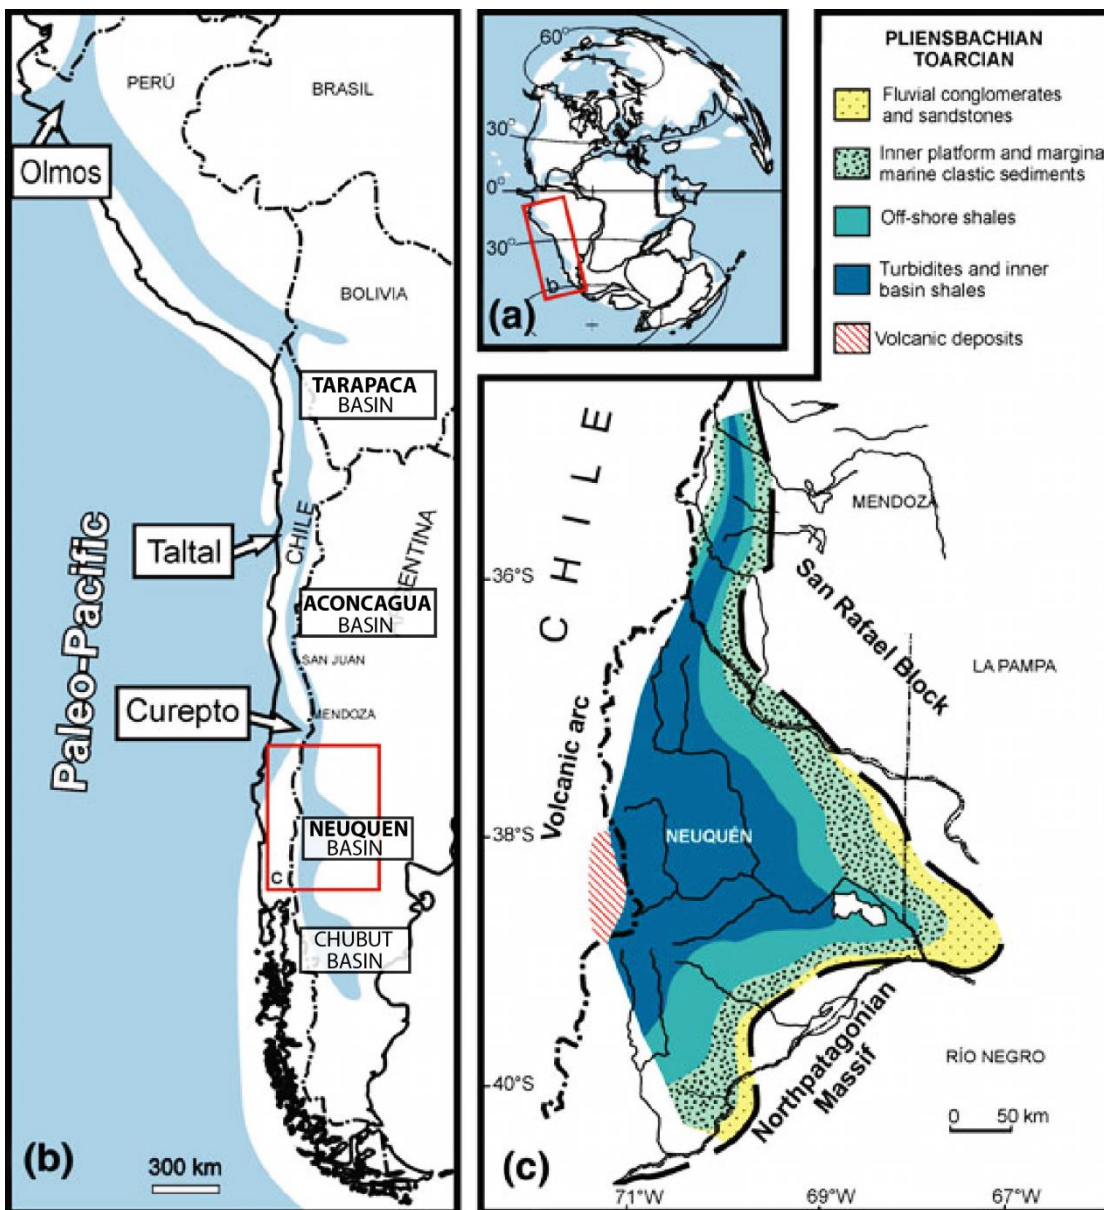 PERÚ
BRASIL
Olmos
BOLIVIA
TARAPACA
BASIN
CHILE
Taltal
ENTINA
ACONCAGUA
BASIN
SAN JUAN
Paleo-Pacific
Curepto
MENDOZA
NEUQUEN
BASIN
c
CHUBUT
BASIN
(b)
300 km
60°
30°
0°
30°
b
(a)
PLIENSBACHIAN
TOARCIAN
Fluvial conglomerates
and sandstones
Inner platform and margina
marine clastic sediments
Off-shore shales
Turbidites and inner
basin shales
Volcanic deposits
CHILE
MENDOZA
36°S
San Rafael Block
LA PAMPA
Volcanic arc
38°S
NEUQUÉN
40°S
Northpatagonian
Massif
RÍO NEGRO
0 50 km
(c)
71°W 69°W 67°W